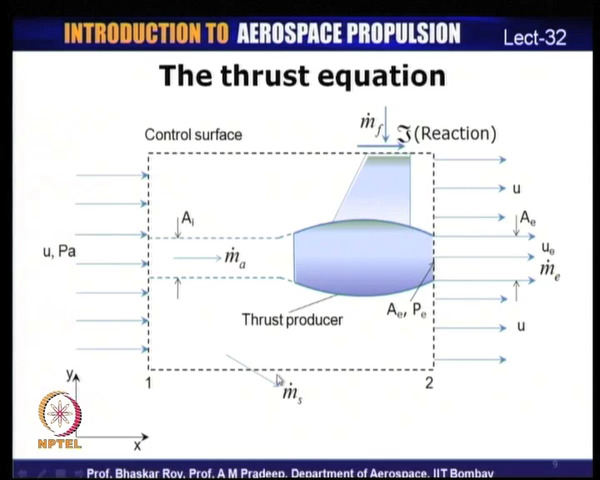 INTRODUCTION TO AEROSPACE PROPULSION
Lect-32
The thrust equation
ṁf
ℑ(Reaction)
Control surface
u
Ai
Ae
u, Pa
ṁa
ue
ṁe
Thrust producer
Ae, Pe
u
y
1
2
ṁs
x
NPTEL
9
Prof. Bhaskar Roy, Prof. A M Pradeep, Department of Aerospace, IIT Bombay